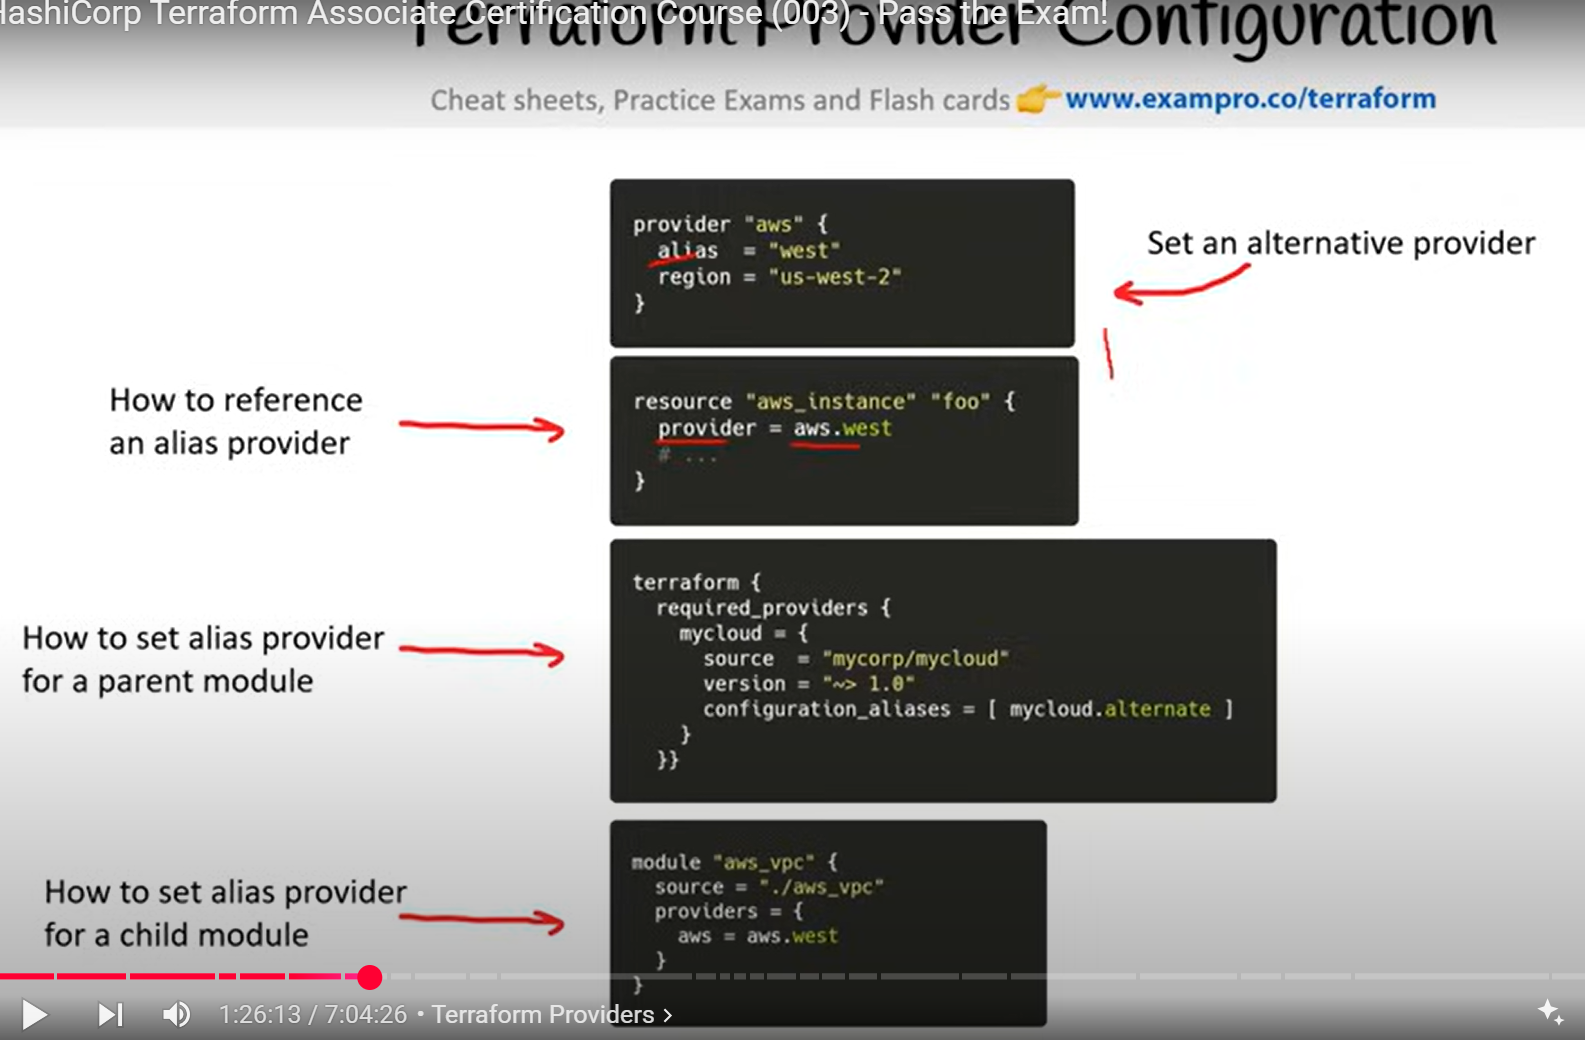 HashiCorp Terraform Associate Certification Course (003) - Pass the Exam!
Terraform Provider Configuration
Cheat sheets, Practice Exams and Flash cards 👉 www.exampro.co/terraform
provider "aws" {
  alias  = "west"
  region = "us-west-2"
}
Set an alternative provider
How to reference
an alias provider
resource "aws_instance" "foo" {
  provider = aws.west
  # ...
}
How to set alias provider
for a parent module
terraform {
  required_providers {
    mycloud = {
      source  = "mycorp/mycloud"
      version = "~> 1.0"
      configuration_aliases = [ mycloud.alternate ]
    }
  }}
How to set alias provider
for a child module
module "aws_vpc" {
  source = "./aws_vpc"
  providers = {
    aws = aws.west
  }
}
1:26:13 / 7:04:26 • Terraform Providers >